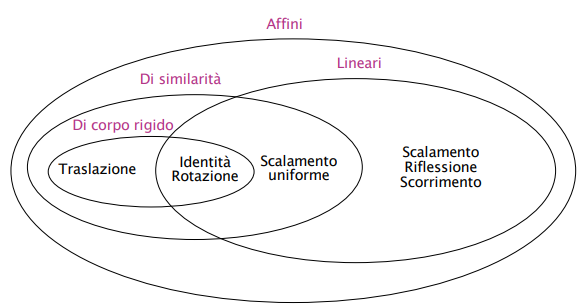 Affini
Lineari
Di similarità
Di corpo rigido
Traslazione
Identità
Rotazione
Scalamento
uniforme
Scalamento
Riflessione
Scorrimento